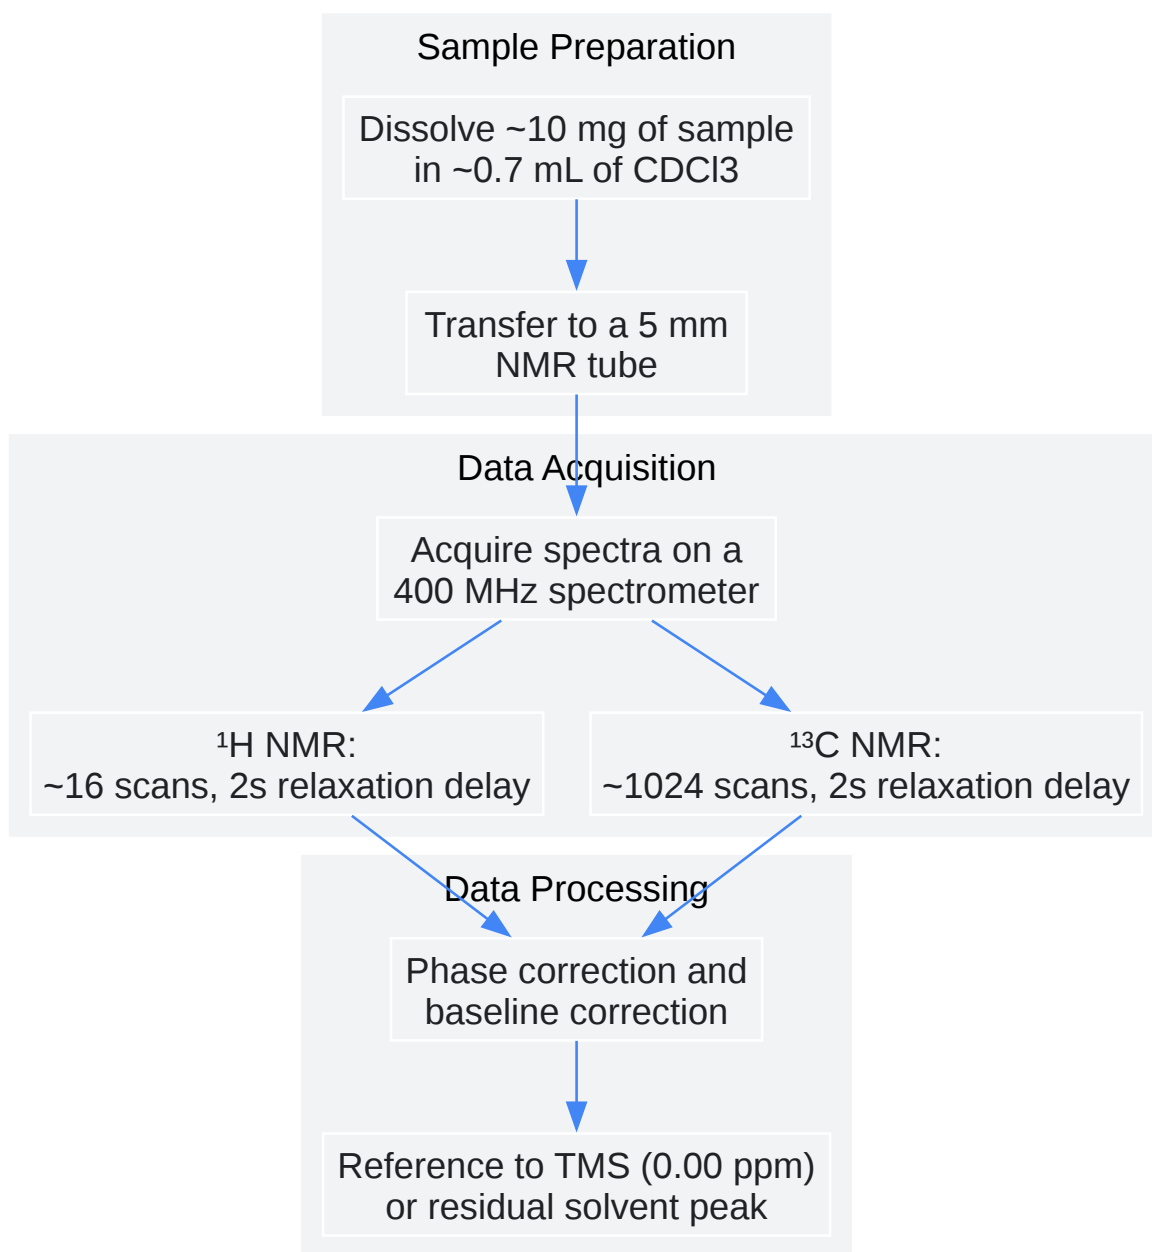 Sample Preparation
Dissolve ~10 mg of sample
in ~0.7 mL of CDCl3
Transfer to a 5 mm
NMR tube
Data Acquisition
Acquire spectra on a
400 MHz spectrometer
¹H NMR:
~16 scans, 2s relaxation delay
¹³C NMR:
~1024 scans, 2s relaxation delay
Data Processing
Phase correction and
baseline correction
Reference to TMS (0.00 ppm)
or residual solvent peak